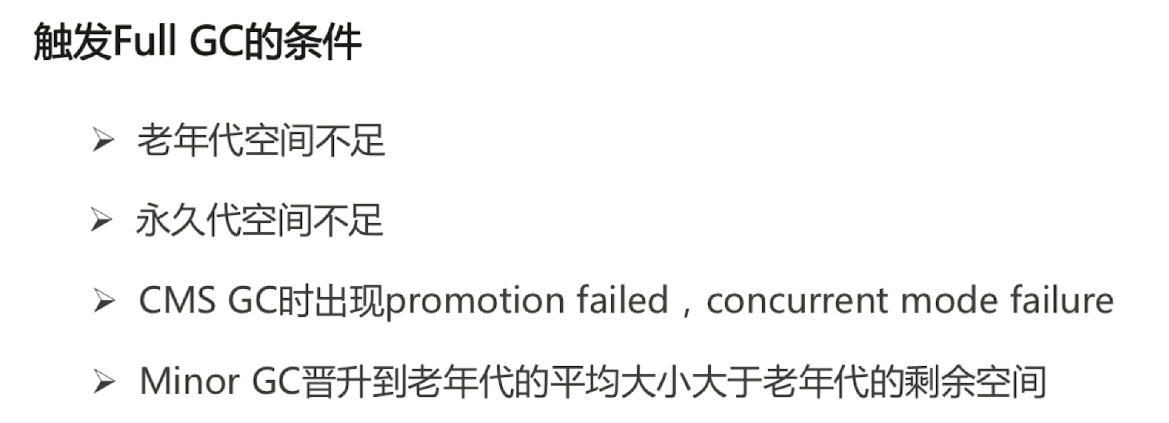 触发Full GC的条件
➢ 老年代空间不足
➢ 永久代空间不足
➢ CMS GC时出现promotion failed，concurrent mode failure
➢ Minor GC晋升到老年代的平均大小大于老年代的剩余空间